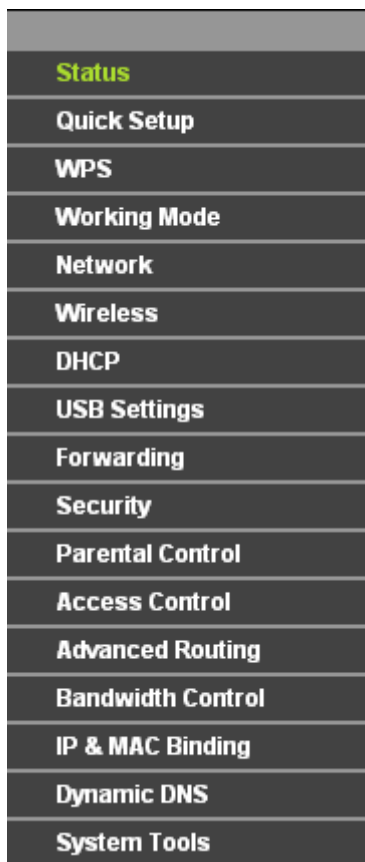 Status
Quick Setup
WPS
Working Mode
Network
Wireless
DHCP
USB Settings
Forwarding
Security
Parental Control
Access Control
Advanced Routing
Bandwidth Control
IP & MAC Binding
Dynamic DNS
System Tools